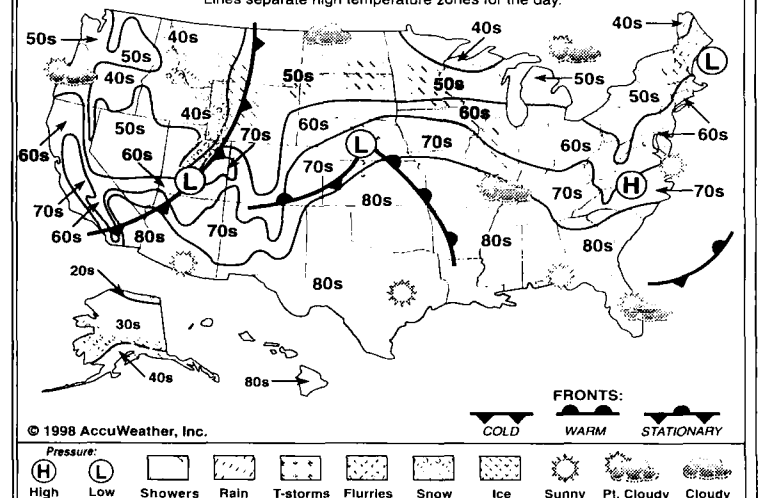 Lines separate high temperature zones for the day.
40s
40s
40s
50s
50s
40s
50s
50s
50s
50s
40s
50s
60s
60s
60s
70s
60s
60s
60s
70s
70s
70s
70s
70s
80s
60s
80s
70s
80s
80s
80s
20s
30s
40s
80s
L
L
L
H
FRONTS:
© 1998 AccuWeather, Inc.
COLD WARM STATIONARY
Pressure:
H L
High Low Showers Rain T-storms Flurries Snow Ice Sunny Pt. Cloudy Cloudy